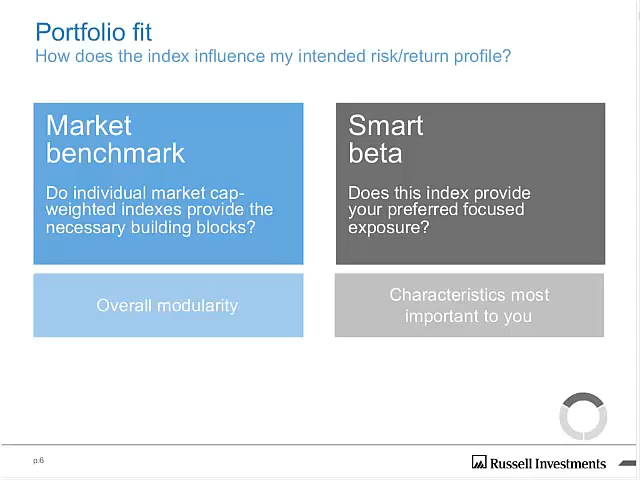 Portfolio fit
How does the index influence my intended risk/return profile?
Market
benchmark
Do individual market cap-
weighted indexes provide the
necessary building blocks?
Overall modularity
Smart
beta
Does this index provide
your preferred focused
exposure?
Characteristics most
important to you
p.6
Russell Investments